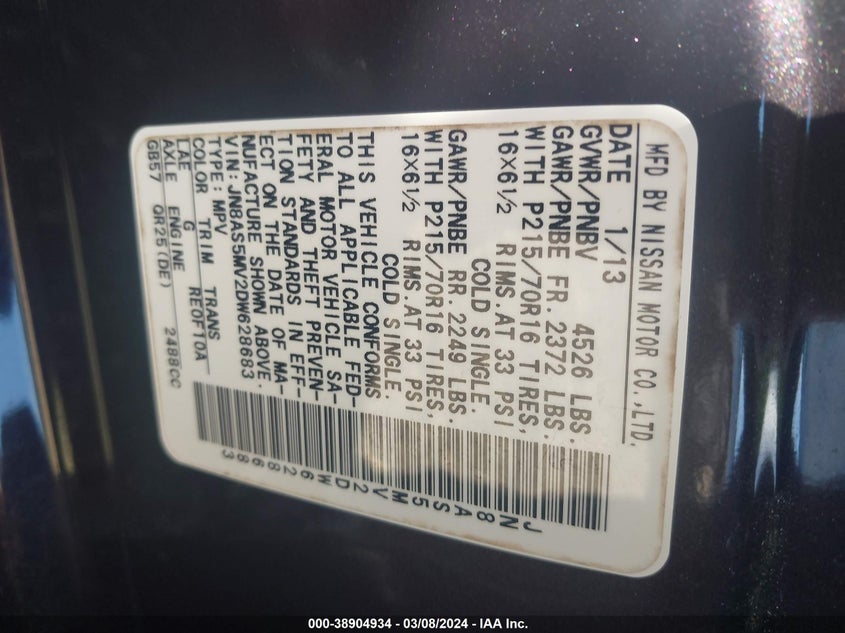 MFD BY NISSAN MOTOR CO.,LTD.
DATE 1/13
GVWR/PNBV 4526 LBS.
GAWR/PNBE FR. 2372 LBS.
WITH P215/70R16 TIRES,
16X6½ RIMS.AT 33 PSI
COLD SINGLE.
GAWR/PNBE RR. 2249 LBS.
WITH P215/70R16 TIRES,
16X6½ RIMS.AT 33 PSI
COLD SINGLE.
THIS VEHICLE CONFORMS
TO ALL APPLICABLE FED-
ERAL MOTOR VEHICLE SA-
FETY AND THEFT PREVEN-
TION STANDARDS IN EFF-
ECT ON THE DATE OF MA-
NUFACTURE SHOWN ABOVE.
VIN: JN8AS5MV2DW628683
TYPE: MPV
COLOR TRIM TRANS
LAE G RE0F10A
AXLE ENGINE
GB57 QR25(DE) 2488CC
JN8AS5MV2DW628683
000-38904934 - 03/08/2024 - IAA Inc.